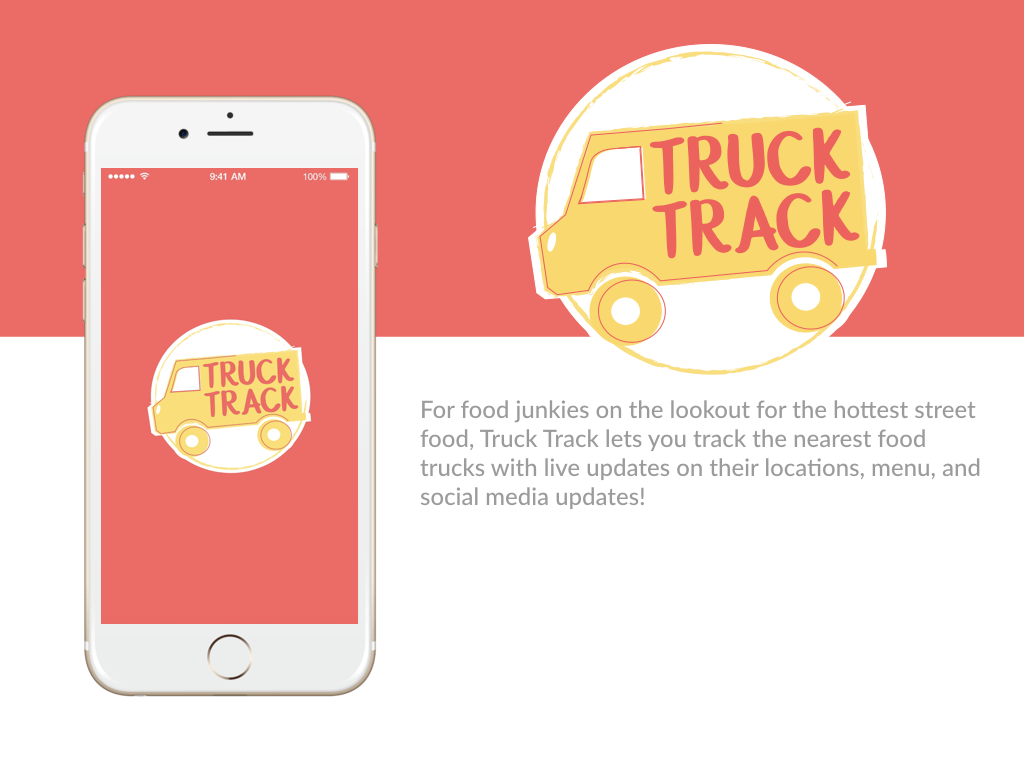 9:41 AM
100%
TRUCK
TRACK
TRUCK
TRACK
For food junkies on the lookout for the hottest street
food, Truck Track lets you track the nearest food
trucks with live updates on their locations, menu, and
social media updates!